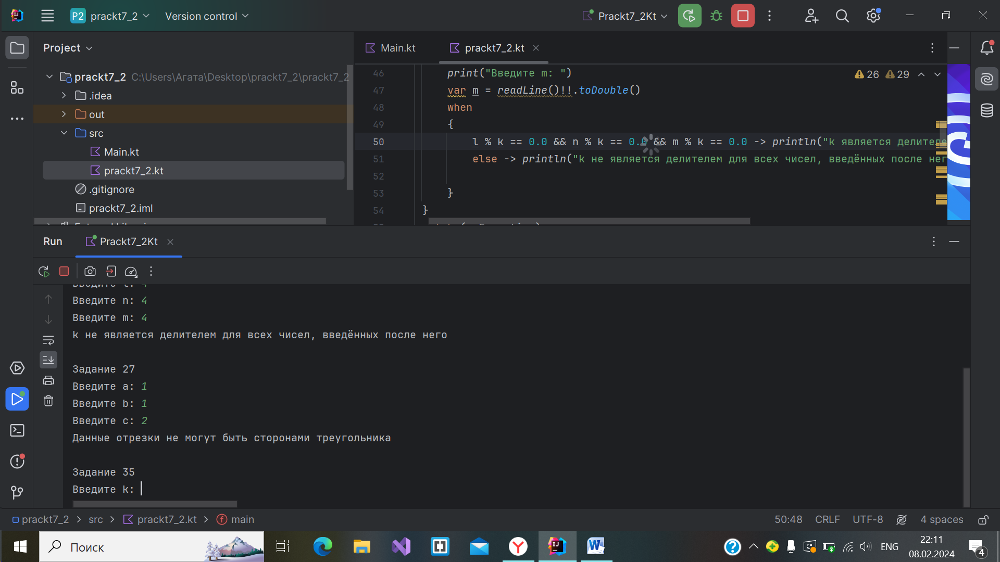 P2 prackt7_2
Version control
Prackt7_2Kt
Project
prackt7_2 C:\Users\Агата\Desktop\prackt7_2\prackt7_2
.idea
out
src
Main.kt
prackt7_2.kt
.gitignore
prackt7_2.iml
Main.kt
prackt7_2.kt
26 29
46 print("Введите m: ")
47 var m = readLine()!!.toDouble()
48 when
49 {
50 l % k == 0.0 && n % k == 0.0 && m % k == 0.0 -> println("k является делителе
51 else -> println("k не является делителем для всех чисел, введённых после нег
52
53 }
54 }
Run
Prackt7_2Kt
Введите n: 4
Введите m: 4
k не является делителем для всех чисел, введённых после него
Задание 27
Введите a: 1
Введите b: 1
Введите c: 2
Данные отрезки не могут быть сторонами треугольника
Задание 35
Введите k:
prackt7_2 > src > prackt7_2.kt > main
50:48 CRLF UTF-8 4 spaces
Поиск
ENG
22:11
08.02.2024
4